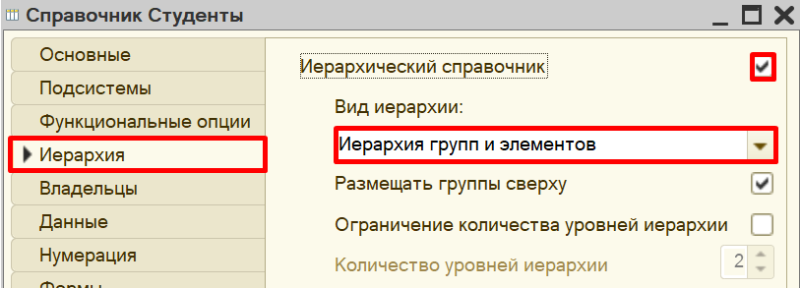 Справочник Студенты
Основные
Подсистемы
Функциональные опции
Иерархия
Владельцы
Данные
Нумерация
Формы
Иерархический справочник
Вид иерархии:
Иерархия групп и элементов
Размещать группы сверху
Ограничение количества уровней иерархии
Количество уровней иерархии 2